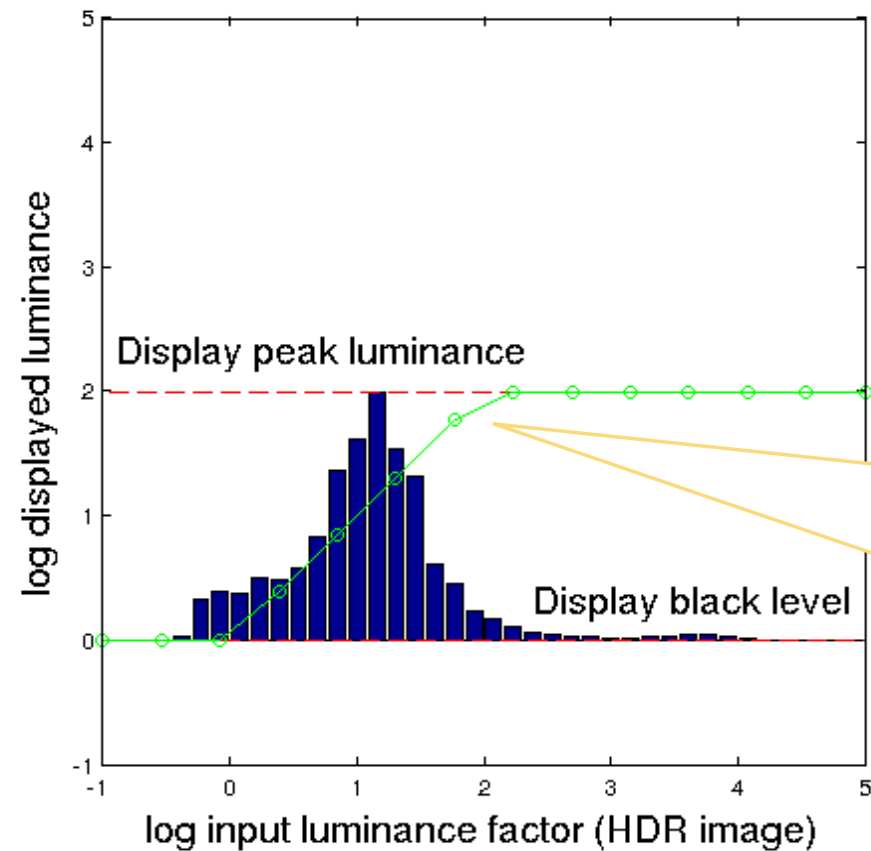 5
4
3
Display peak luminance
2
1
Display black level
0
-1
-1 0 1 2 3 4 5
log displayed luminance
log input luminance factor (HDR image)